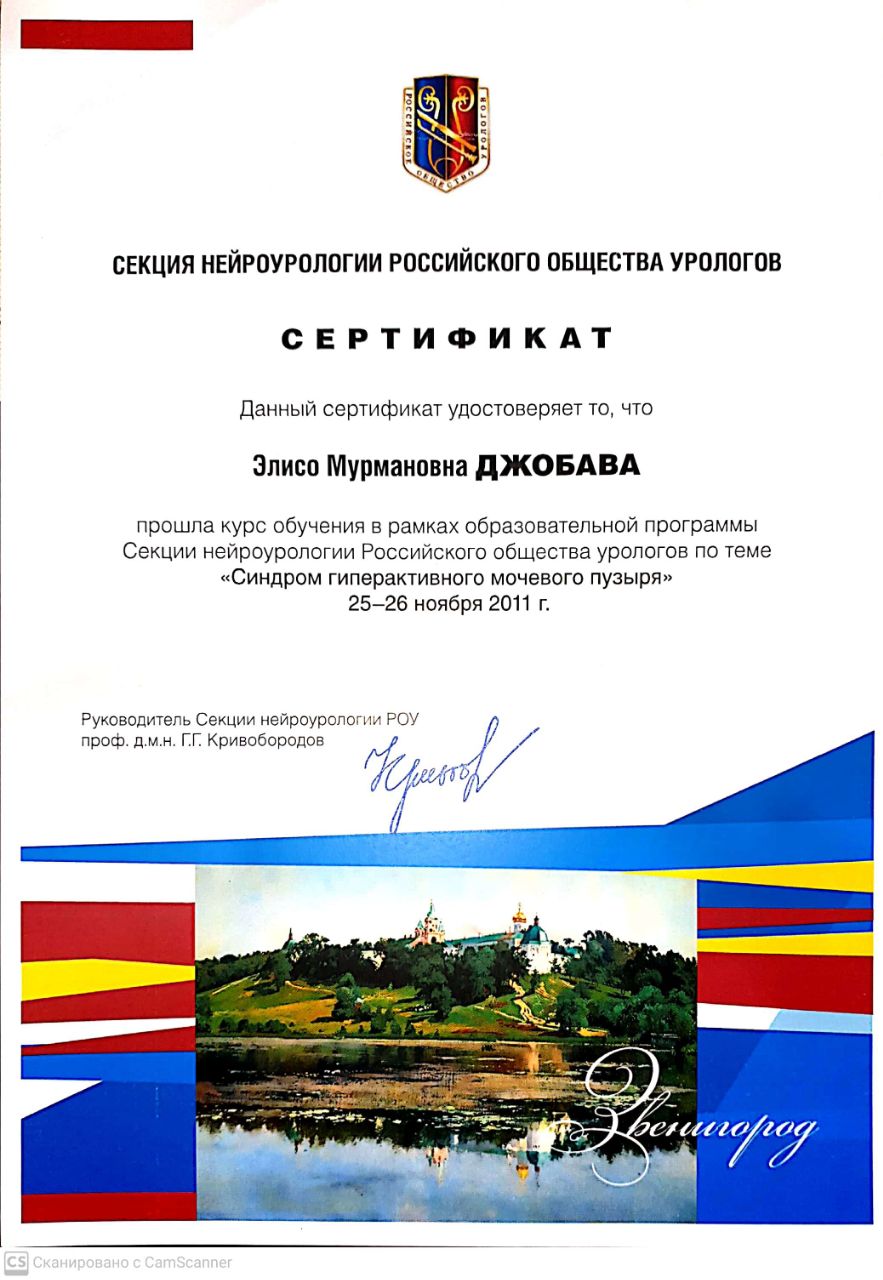 РОССИЙСКОЕ ОБЩЕСТВО УРОЛОГОВ
СЕКЦИЯ НЕЙРОУРОЛОГИИ РОССИЙСКОГО ОБЩЕСТВА УРОЛОГОВ
СЕРТИФИКАТ
Данный сертификат удостоверяет то, что
Элисо Мурмановна ДЖОБАВА
прошла курс обучения в рамках образовательной программы
Секции нейроурологии Российского общества урологов по теме
«Синдром гиперактивного мочевого пузыря»
25–26 ноября 2011 г.
Руководитель Секции нейроурологии РОУ
проф. д.м.н. Г.Г. Кривобородов
Звенигород
CS Сканировано с CamScanner